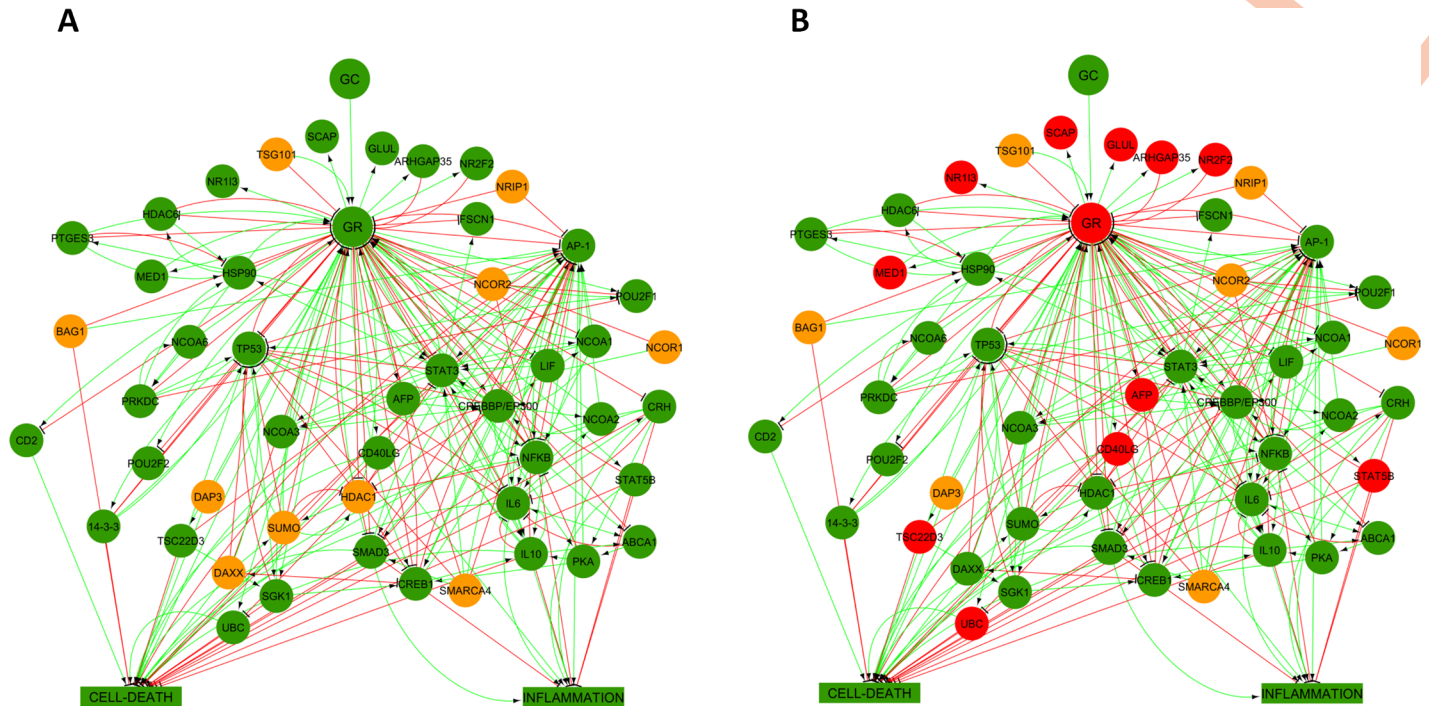 A
GC
SCAP
TSG101
GLUL
ARHGAP35
NR2F2
NR1I3
NRIP1
HDAC6
FSCN1
GR
PTGES3
AP-1
MED1
HSP90
NCOR2
POU2F1
BAG1
NCOA6
TP53
NCOA1
NCOR1
STAT3
LIF
PRKDC
AFP
CREBBP/EP300
CRH
NCOA2
CD2
NCOA3
POU2F2
CD40LG
NFKB
STAT5B
DAP3
HDAC1
IL6
14-3-3
SUMO
TSC22D3
ABCA1
SMAD3
IL10
PKA
DAXX
CREB1
SMARCA4
SGK1
UBC
CELL-DEATH
INFLAMMATION
B
GC
SCAP
TSG101
GLUL
ARHGAP35
NR2F2
NR1I3
NRIP1
HDAC6
FSCN1
GR
PTGES3
AP-1
MED1
HSP90
NCOR2
POU2F1
BAG1
NCOA6
TP53
NCOA1
NCOR1
STAT3
LIF
PRKDC
AFP
CREBBP/EP300
CRH
NCOA2
CD2
NCOA3
POU2F2
CD40LG
NFKB
STAT5B
DAP3
HDAC1
IL6
14-3-3
SUMO
TSC22D3
ABCA1
SMAD3
IL10
PKA
DAXX
CREB1
SMARCA4
SGK1
UBC
CELL-DEATH
INFLAMMATION